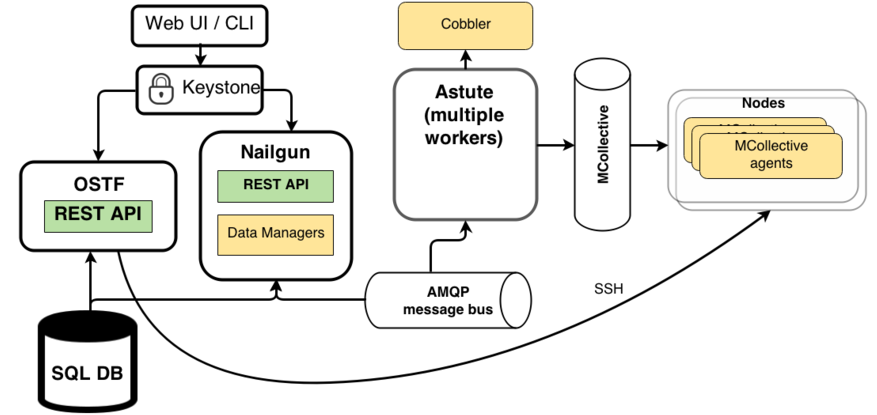 Web UI / CLI
Keystone
OSTF
REST API
Nailgun
REST API
Data Managers
SQL DB
AMQP
message bus
Cobbler
Astute
(multiple
workers)
MCollective
Nodes
MCollective
agents
SSH